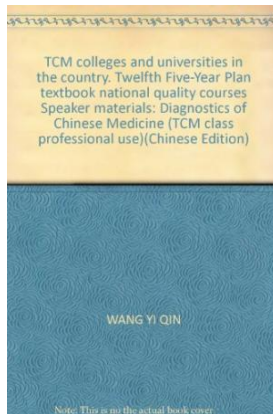 TCM colleges and universities in
the country. Twelfth Five-Year Plan
textbook national quality courses
Speaker materials: Diagnostics of
Chinese Medicine (TCM class
professional use)(Chinese Edition)
WANG YI QIN
Note: This is no the actual book cover